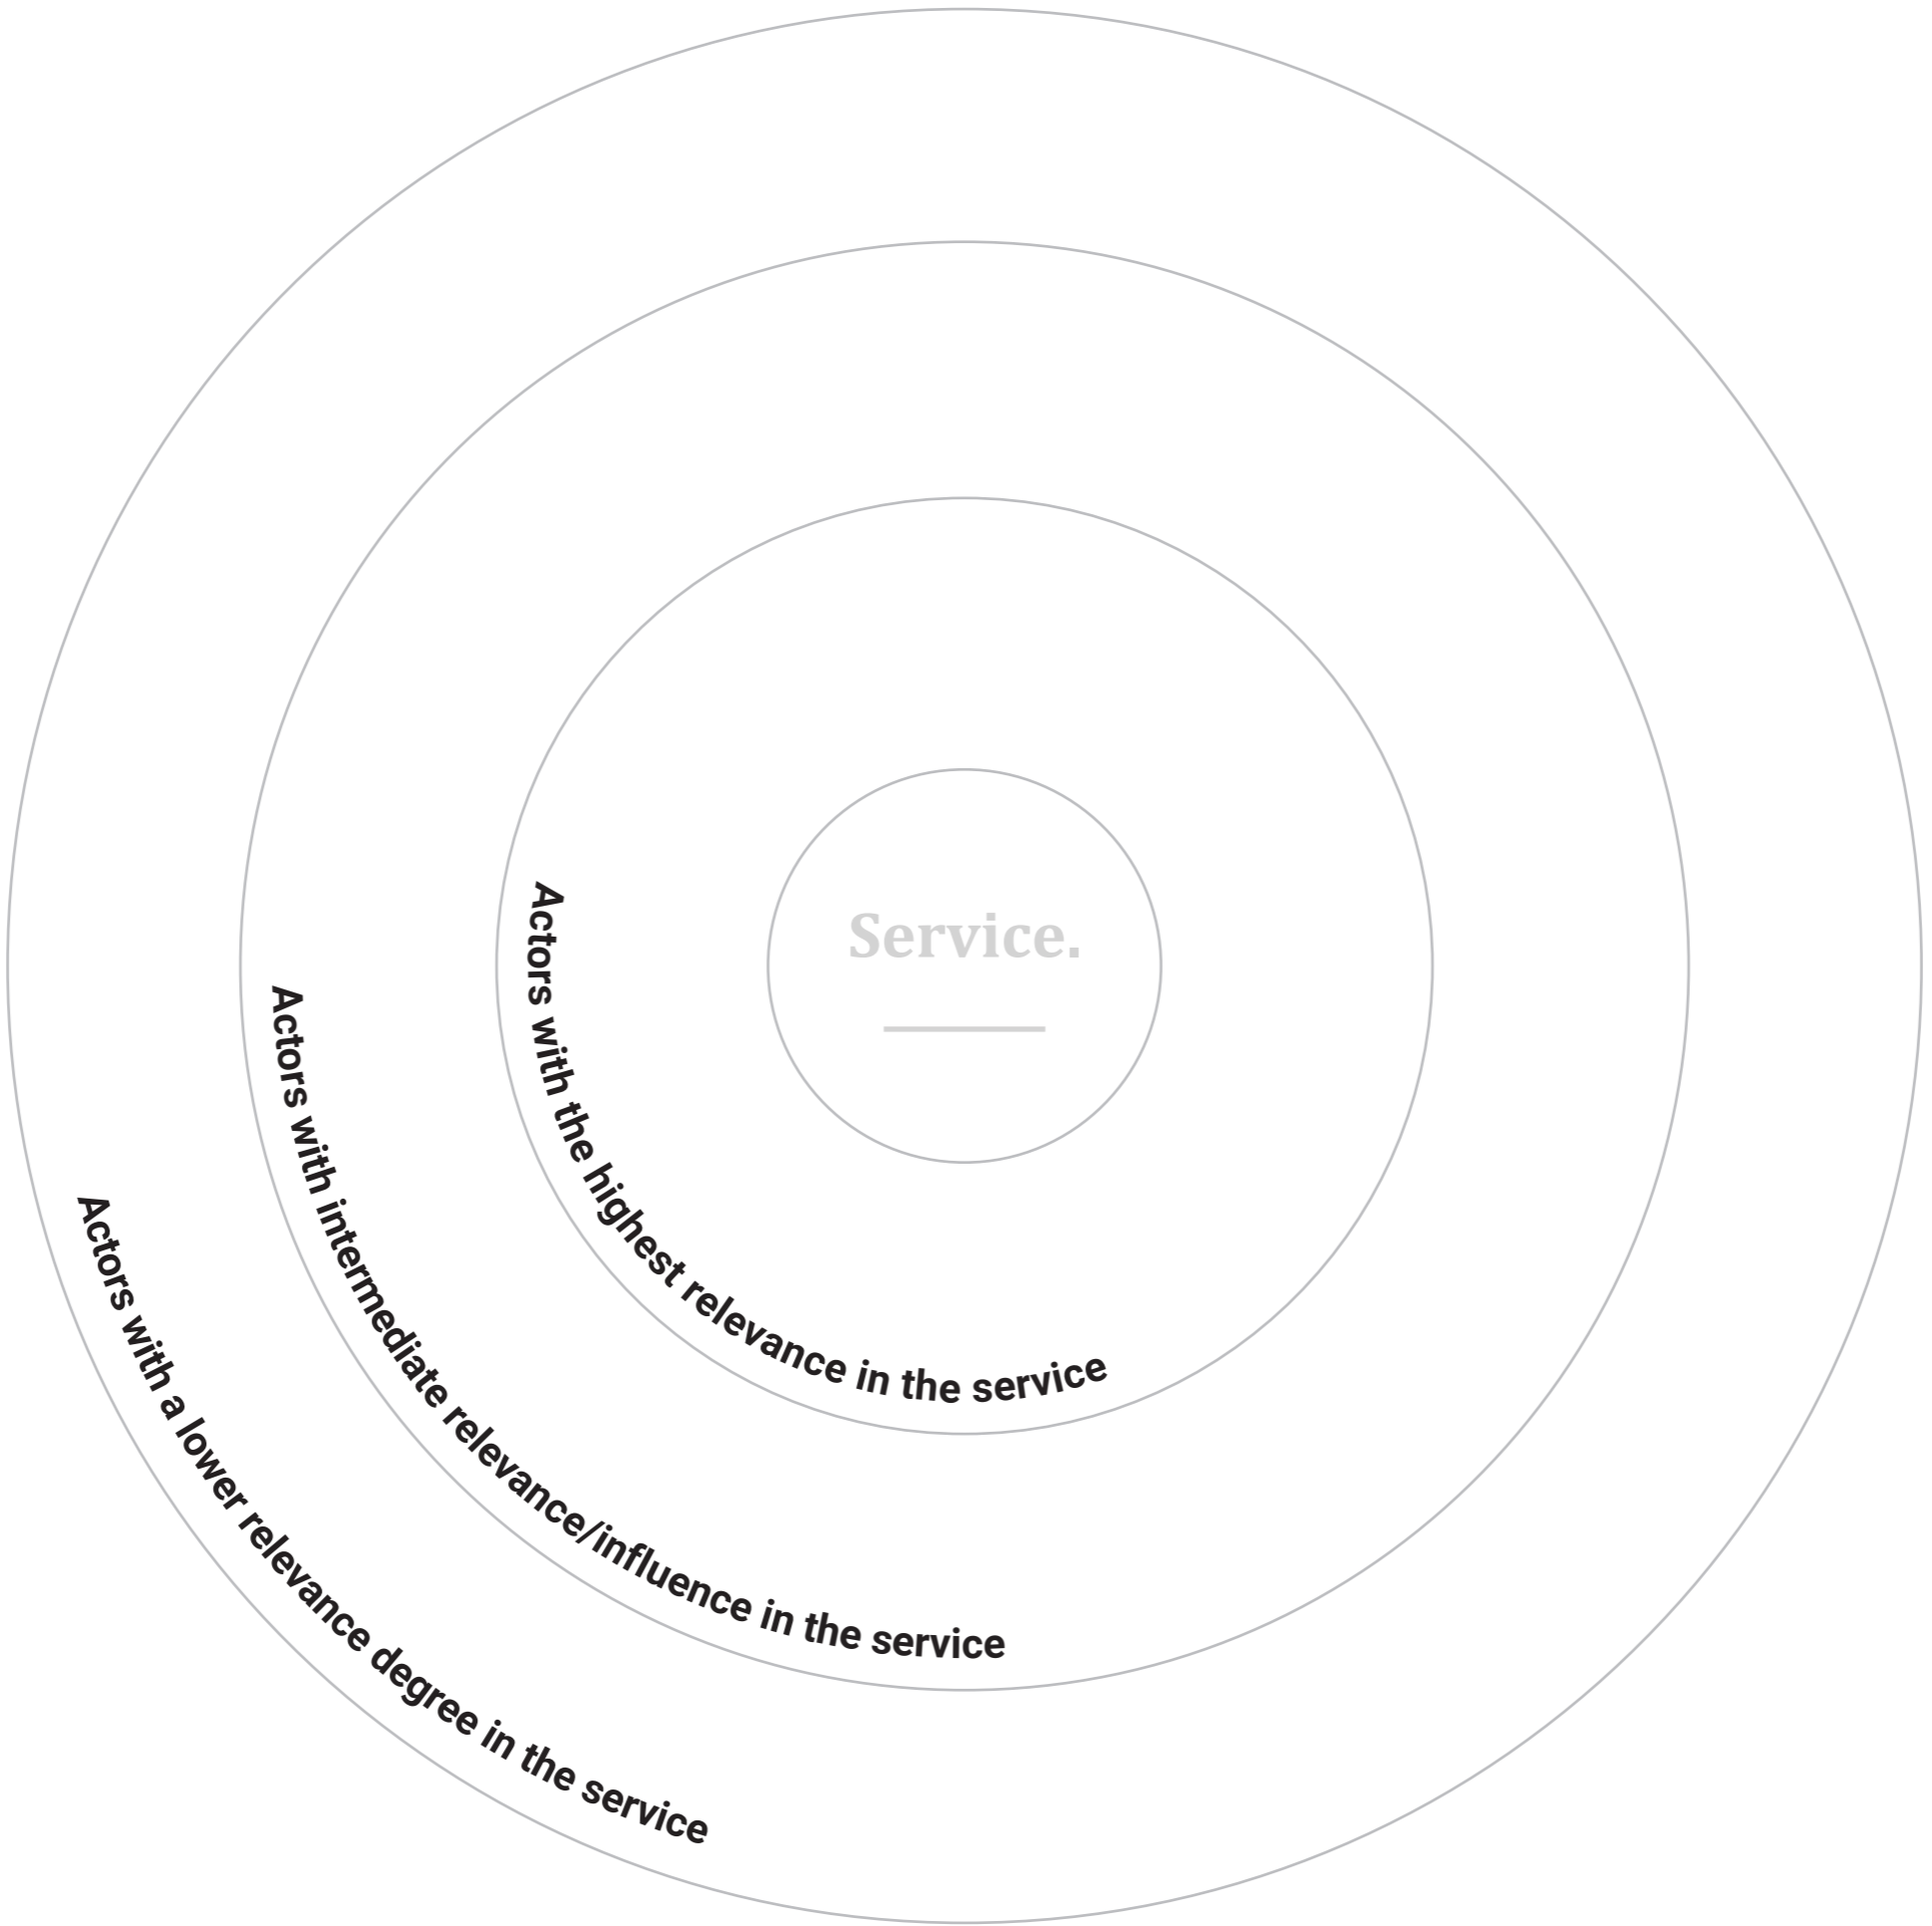 Service.
Actors with the highest relevance in the service
Actors with intermediate relevance/influence in the service
Actors with a lower relevance degree in the service